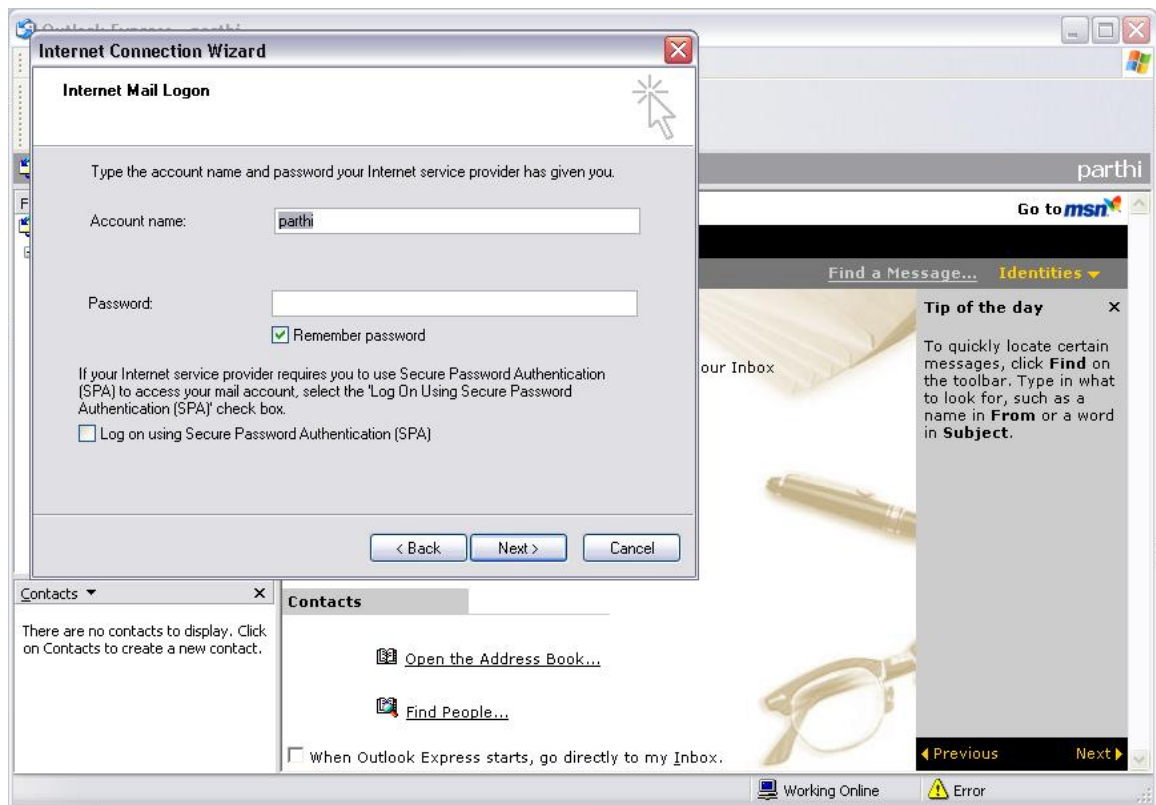 Outlook Express - parthi
Internet Connection Wizard
Internet Mail Logon
Type the account name and password your Internet service provider has given you.
Account name:
parthi
Password:
Remember password
If your Internet service provider requires you to use Secure Password Authentication
(SPA) to access your mail account, select the 'Log On Using Secure Password
Authentication (SPA)' check box.
Log on using Secure Password Authentication (SPA)
< Back
Next >
Cancel
parthi
F
Go to msn
Find a Message...
Identities
our Inbox
Tip of the day
To quickly locate certain
messages, click Find on
the toolbar. Type in what
to look for, such as a
name in From or a word
in Subject.
Previous
Next
Contacts
There are no contacts to display. Click
on Contacts to create a new contact.
Contacts
Open the Address Book...
Find People...
When Outlook Express starts, go directly to my Inbox.
Working Online
Error